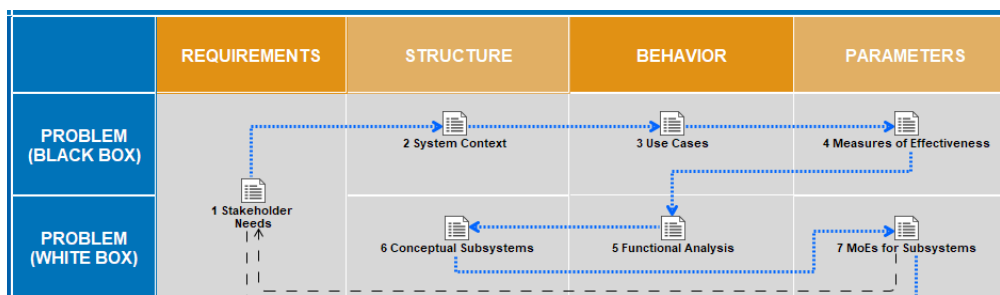 REQUIREMENTS STRUCTURE BEHAVIOR PARAMETERS
PROBLEM
(BLACK BOX)
2 System Context 3 Use Cases 4 Measures of Effectiveness
1 Stakeholder
Needs
PROBLEM
(WHITE BOX)
6 Conceptual Subsystems 5 Functional Analysis 7 MoEs for Subsystems